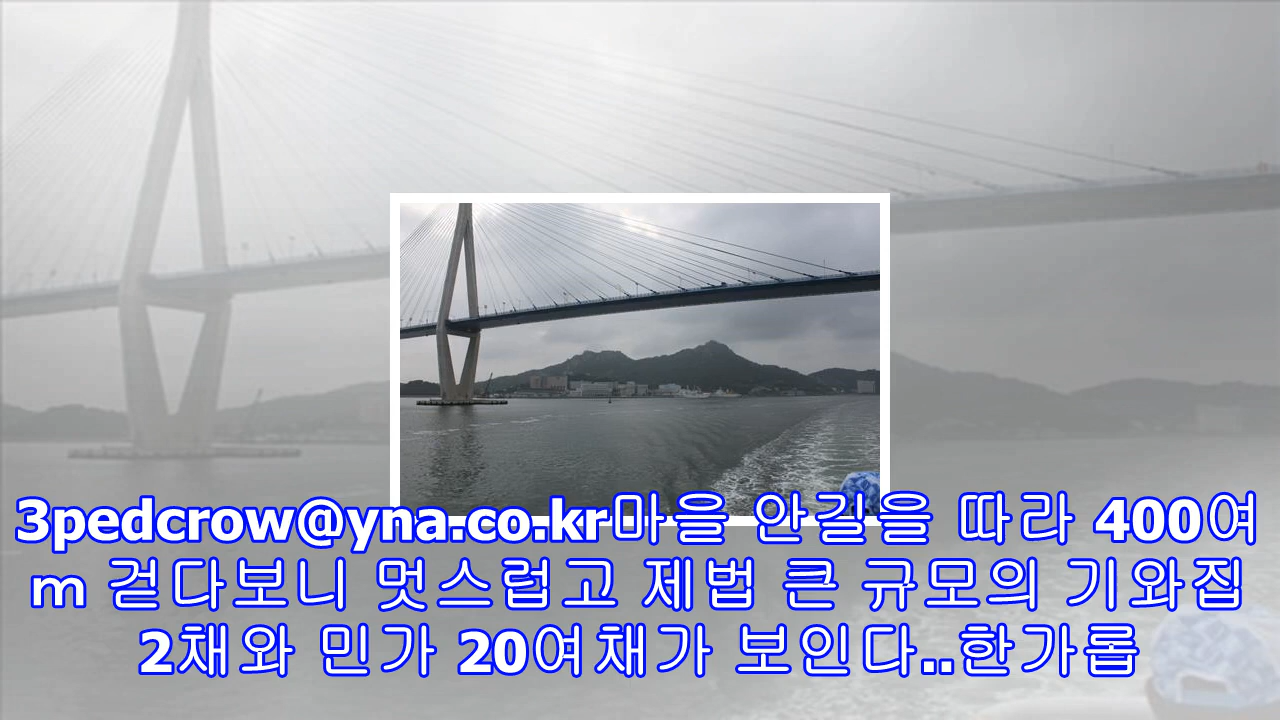 3pedcrow@yna.co.kr마을 안길을 따라 400여
m 걷다보니 멋스럽고 제법 큰 규모의 기와집
2채와 민가 20여채가 보인다..한가롭